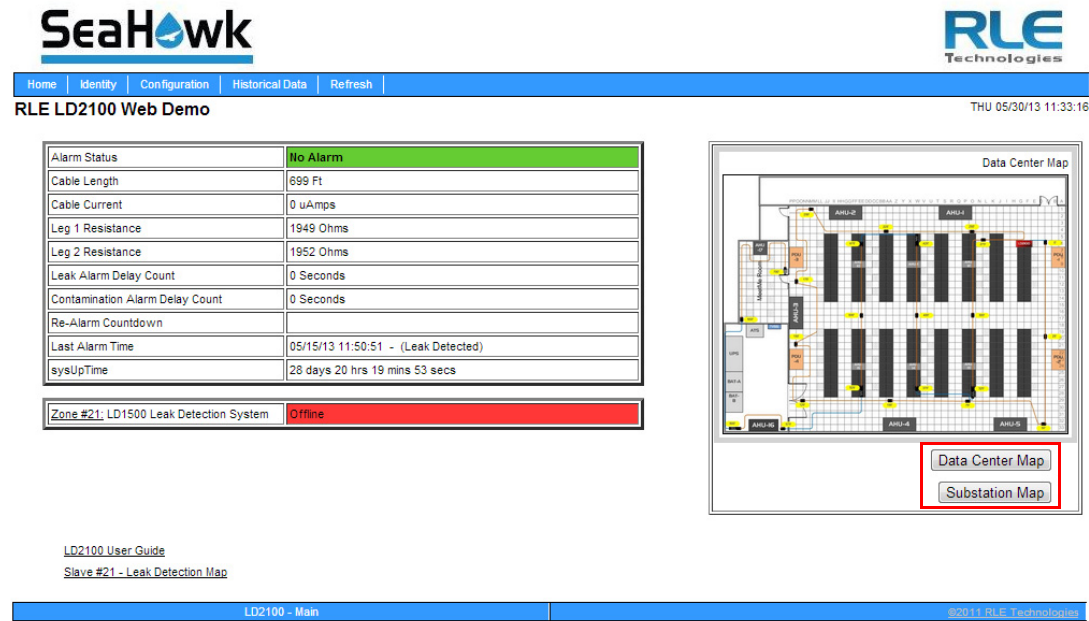 SeaHawk
RLE
Technologies
Home Identity Configuration Historical Data Refresh
RLE LD2100 Web Demo
THU 05/30/13 11:33:16
Alarm Status No Alarm
Cable Length 699 Ft
Cable Current 0 uAmps
Leg 1 Resistance 1949 Ohms
Leg 2 Resistance 1952 Ohms
Leak Alarm Delay Count 0 Seconds
Contamination Alarm Delay Count 0 Seconds
Re-Alarm Countdown
Last Alarm Time 05/15/13 11:50:51 - (Leak Detected)
sysUpTime 28 days 20 hrs 19 mins 53 secs
Zone #21: LD1500 Leak Detection System Offline
Data Center Map
AHU-2 AHU-1
AHU-3
UPS
BAT-A
AHU-16 AHU-4 AHU-5
Data Center Map
Substation Map
LD2100 User Guide
Slave #21 - Leak Detection Map
LD2100 - Main
©2011 RLE Technologies